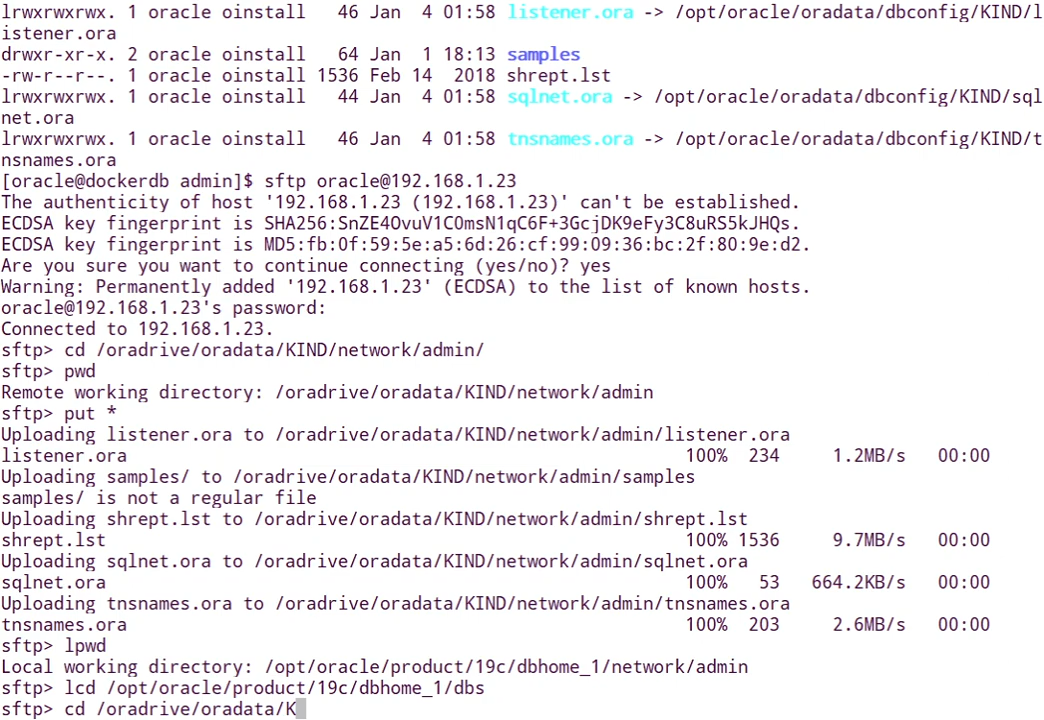 lrwxrwxrwx. 1 oracle oinstall   46 Jan  4 01:58 listener.ora -> /opt/oracle/oradata/dbconfig/KIND/l
istener.ora
drwxr-xr-x. 2 oracle oinstall   64 Jan  1 18:13 samples
-rw-r--r--. 1 oracle oinstall 1536 Feb 14  2018 shrept.lst
lrwxrwxrwx. 1 oracle oinstall   44 Jan  4 01:58 sqlnet.ora -> /opt/oracle/oradata/dbconfig/KIND/sql
net.ora
lrwxrwxrwx. 1 oracle oinstall   46 Jan  4 01:58 tnsnames.ora -> /opt/oracle/oradata/dbconfig/KIND/t
nsnames.ora
[oracle@dockerdb admin]$ sftp oracle@192.168.1.23
The authenticity of host '192.168.1.23 (192.168.1.23)' can't be established.
ECDSA key fingerprint is SHA256:SnZE4OvuV1C0msN1qC6F+3GcjDK9eFy3C8uRS5kJHQs.
ECDSA key fingerprint is MD5:fb:0f:59:5e:a5:6d:26:cf:99:09:36:bc:2f:80:9e:d2.
Are you sure you want to continue connecting (yes/no)? yes
Warning: Permanently added '192.168.1.23' (ECDSA) to the list of known hosts.
oracle@192.168.1.23's password:
Connected to 192.168.1.23.
sftp> cd /oradrive/oradata/KIND/network/admin/
sftp> pwd
Remote working directory: /oradrive/oradata/KIND/network/admin
sftp> put *
Uploading listener.ora to /oradrive/oradata/KIND/network/admin/listener.ora
listener.ora                                                     100%  234     1.2MB/s   00:00
Uploading samples/ to /oradrive/oradata/KIND/network/admin/samples
samples/ is not a regular file
Uploading shrept.lst to /oradrive/oradata/KIND/network/admin/shrept.lst
shrept.lst                                                       100% 1536     9.7MB/s   00:00
Uploading sqlnet.ora to /oradrive/oradata/KIND/network/admin/sqlnet.ora
sqlnet.ora                                                       100%   53   664.2KB/s   00:00
Uploading tnsnames.ora to /oradrive/oradata/KIND/network/admin/tnsnames.ora
tnsnames.ora                                                     100%  203     2.6MB/s   00:00
sftp> lpwd
Local working directory: /opt/oracle/product/19c/dbhome_1/network/admin
sftp> lcd /opt/oracle/product/19c/dbhome_1/dbs
sftp> cd /oradrive/oradata/K